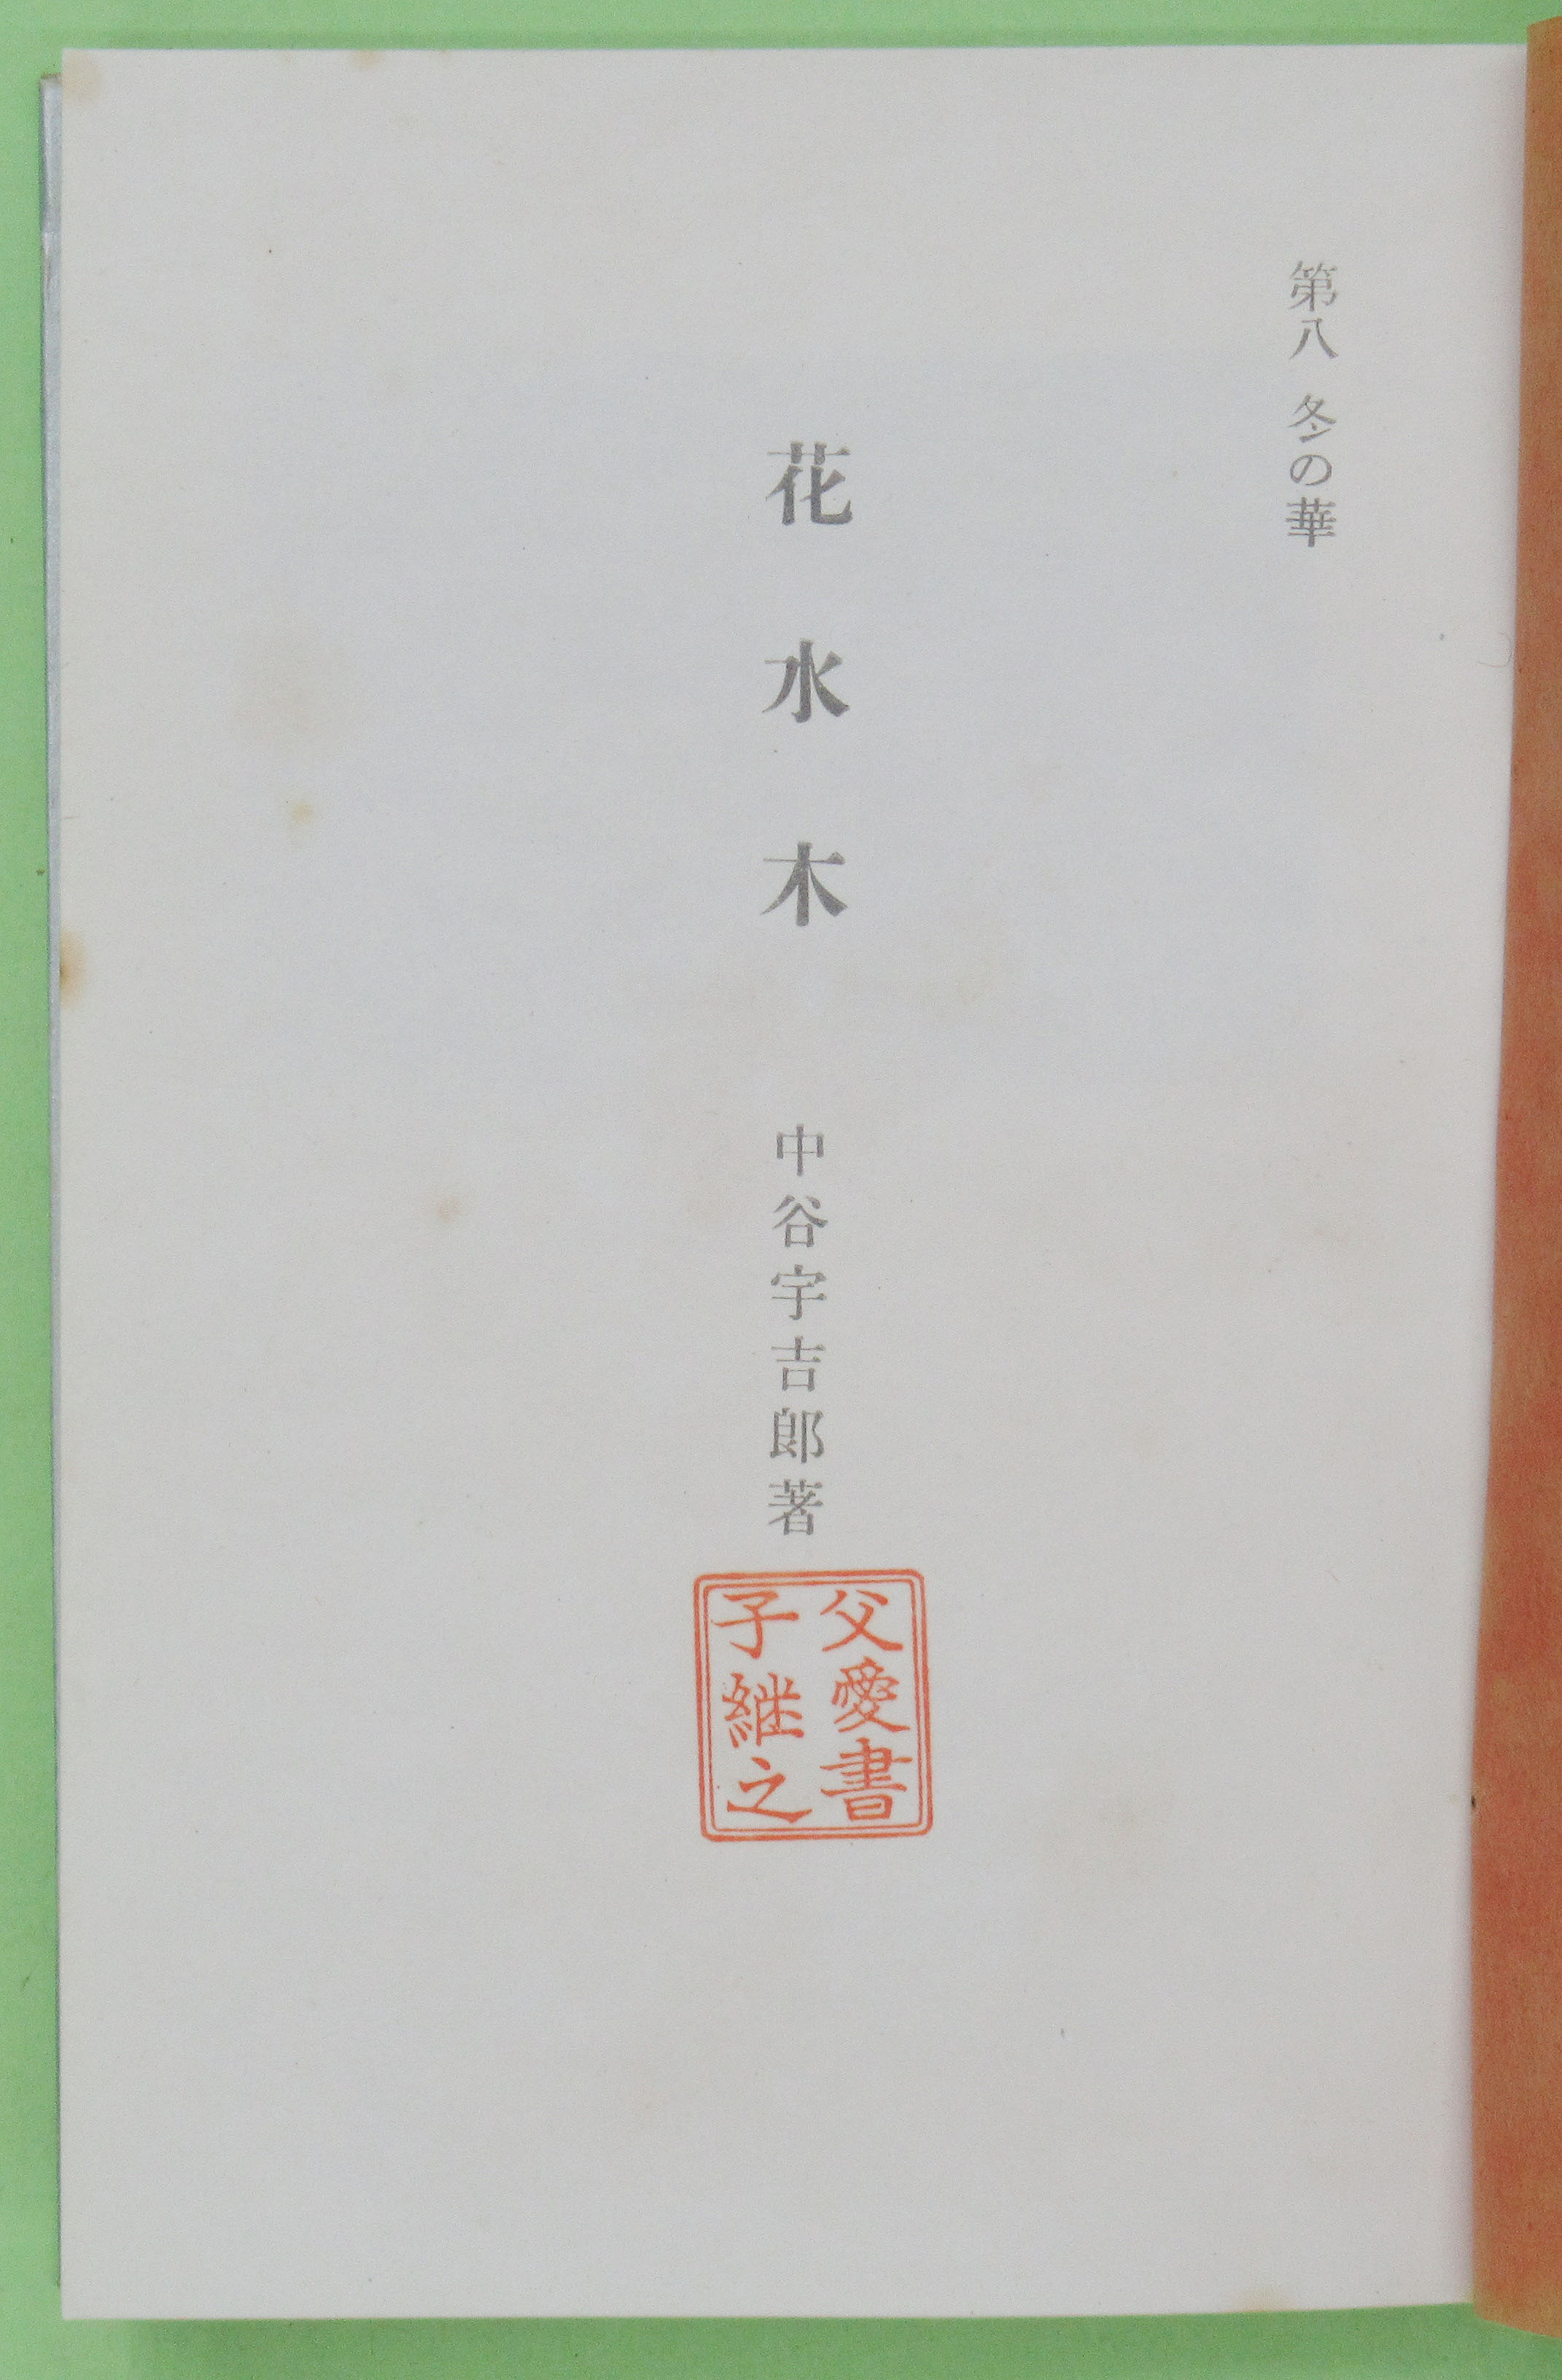 第八 冬の華
花水木
中谷宇吉郎著
父愛書
子継之